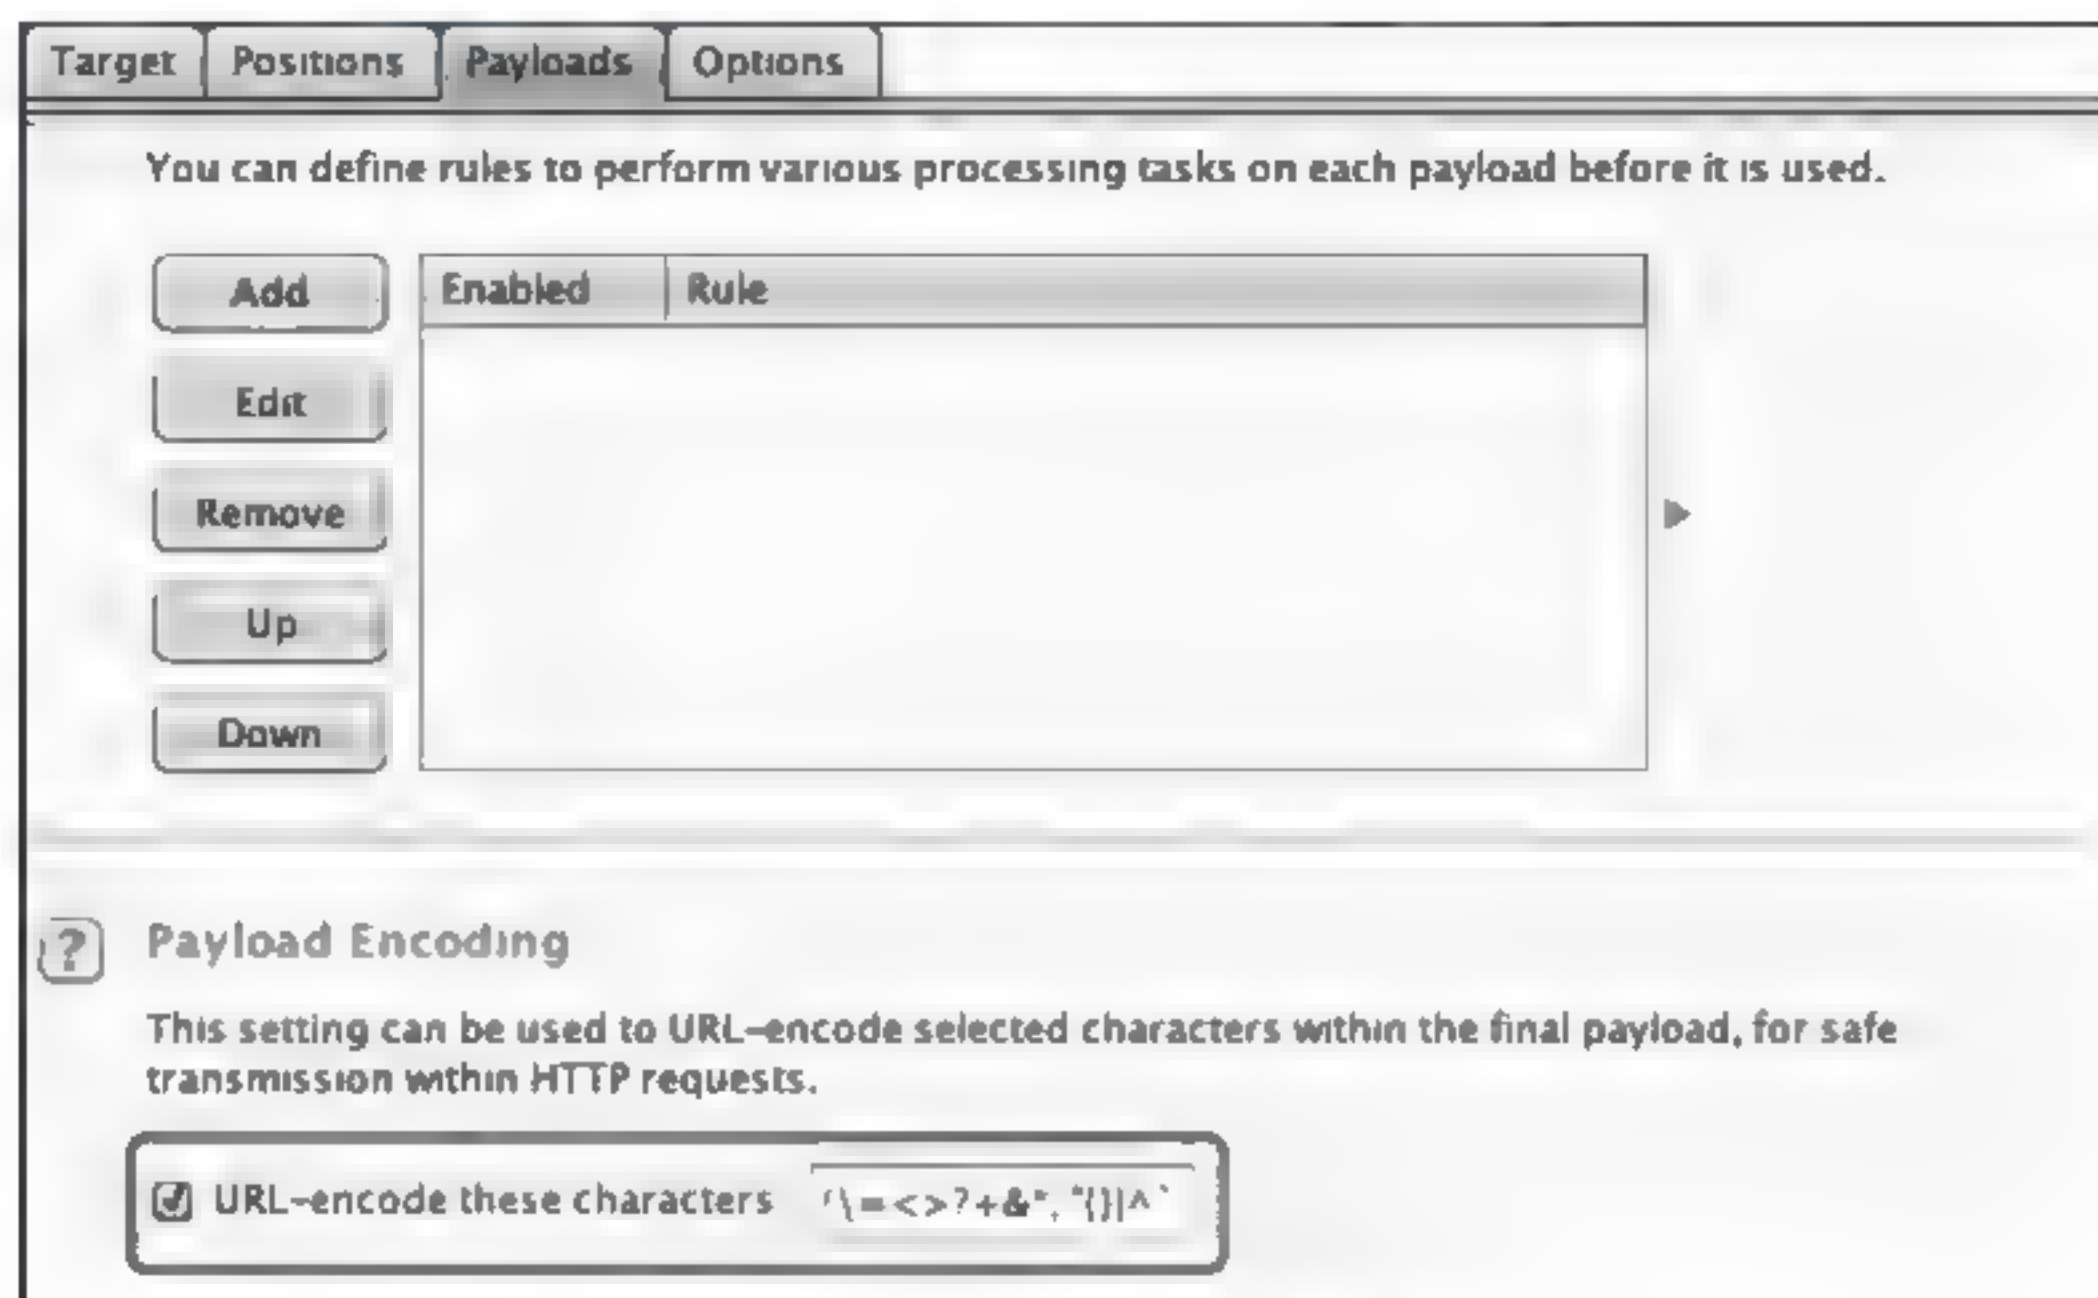 Target Positions Payloads Options
You can define rules to perform various processing tasks on each payload before it is used.
Add Enabled Rule
Edit
Remove
Up
Down
? Payload Encoding
This setting can be used to URL-encode selected characters within the final payload, for safe
transmission within HTTP requests.
URL-encode these characters